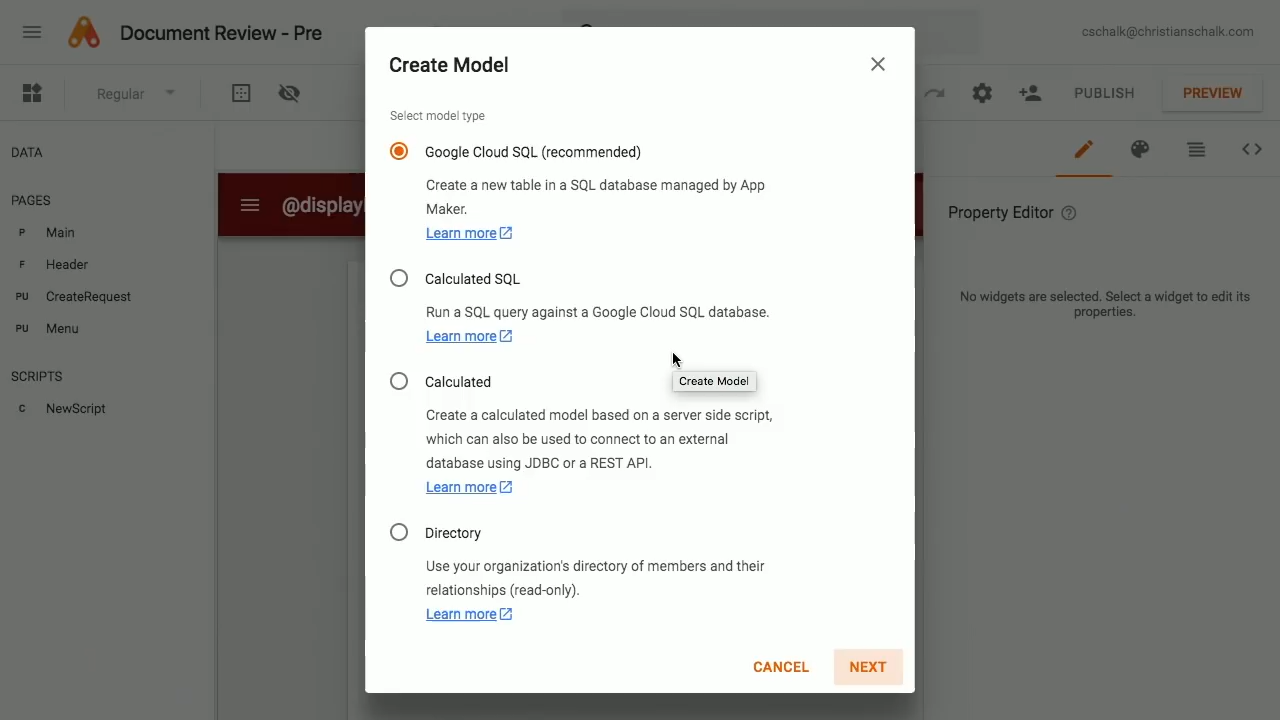 Document Review - Pre
cschalk@christianschalk.com
Regular
PUBLISH
PREVIEW
DATA
PAGES
P Main
F Header
PU CreateRequest
PU Menu
SCRIPTS
C NewScript
@display
Property Editor
No widgets are selected. Select a widget to edit its
properties.
Create Model
Select model type
Google Cloud SQL (recommended)
Create a new table in a SQL database managed by App
Maker.
Learn more
Calculated SQL
Run a SQL query against a Google Cloud SQL database.
Learn more
Create Model
Calculated
Create a calculated model based on a server side script,
which can also be used to connect to an external
database using JDBC or a REST API.
Learn more
Directory
Use your organization's directory of members and their
relationships (read-only).
Learn more
CANCEL
NEXT